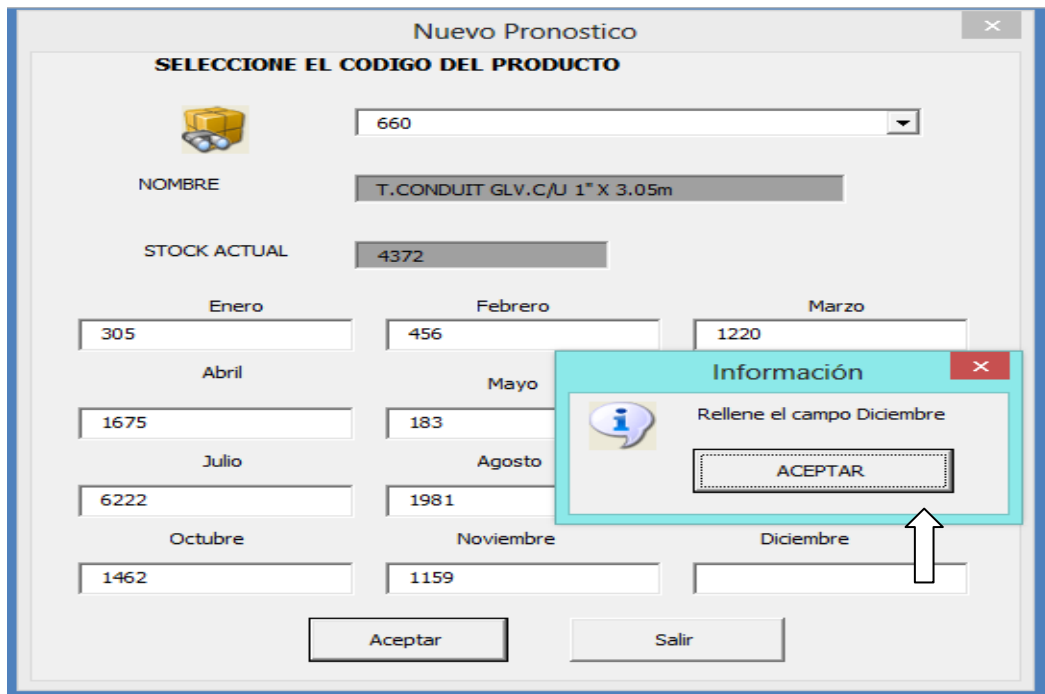 Nuevo Pronostico
SELECCIONE EL CODIGO DEL PRODUCTO
660
NOMBRE
T.CONDUIT GLV.C/U 1" X 3.05m
STOCK ACTUAL
4372
Enero Febrero Marzo
305 456 1220
Abril Mayo
1675 183
Julio Agosto
6222 1981
Información
Rellene el campo Diciembre
ACEPTAR
Octubre Noviembre Diciembre
1462 1159
Aceptar Salir